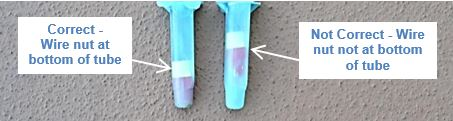 Correct -
Wire nut at
bottom of tube
Not Correct - Wire
nut not at bottom
of tube